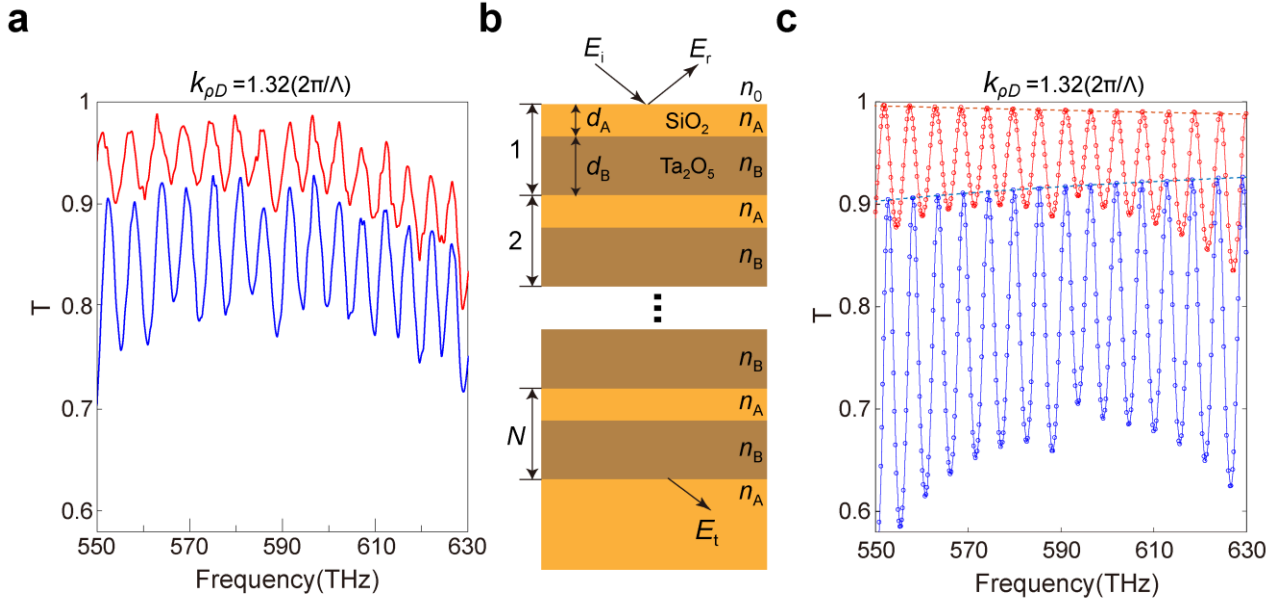 a
k_ρD =1.32(2π/Λ)
1
0.9
0.8
0.7
0.6
T
550 570 590 610 630
Frequency(THz)
b
E_i E_r
n_0
1 d_A SiO_2 n_A
d_B Ta_2O_5 n_B
2 n_A
n_B
n_B
N n_A
n_B
n_A
E_t
c
k_ρD =1.32(2π/Λ)
1
0.9
0.8
0.7
0.6
T
550 570 590 610 630
Frequency(THz)